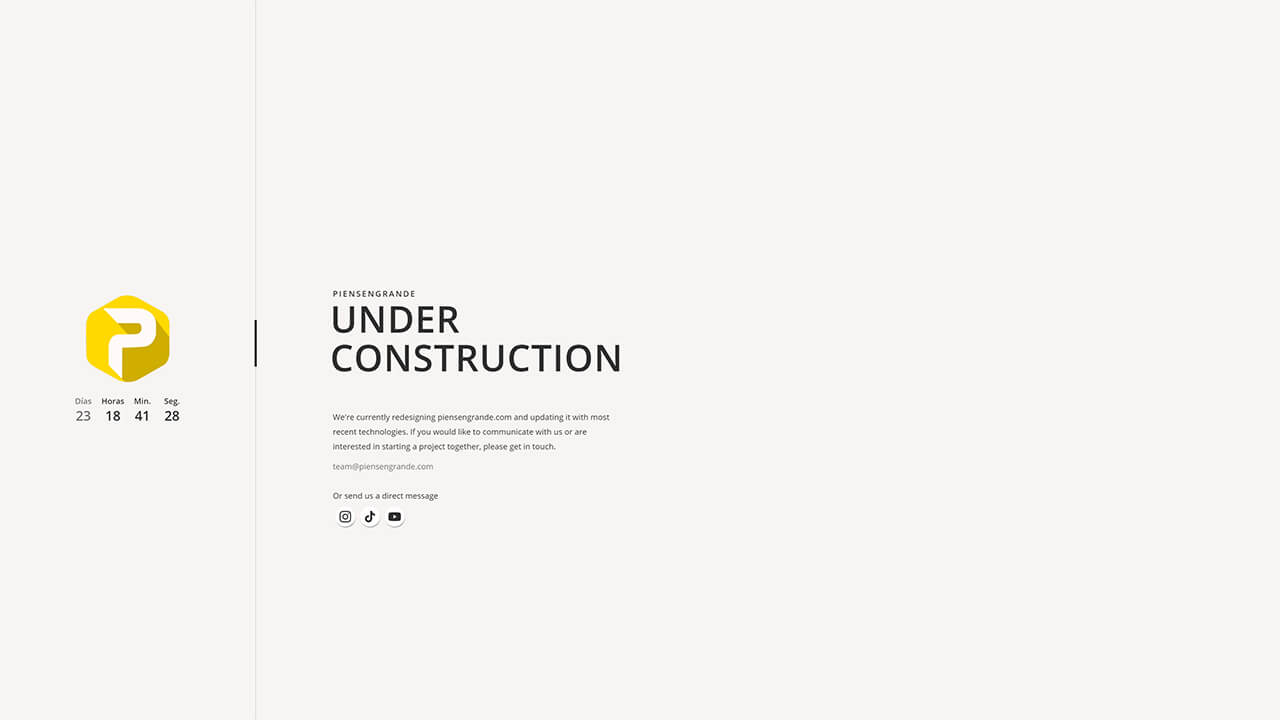 P
Días Horas Min. Seg.
23 18 41 28
PIENSENGRANDE
UNDER
CONSTRUCTION
We're currently redesigning piensengrande.com and updating it with most
recent technologies. If you would like to communicate with us or are
interested in starting a project together, please get in touch.
team@piensengrande.com
Or send us a direct message